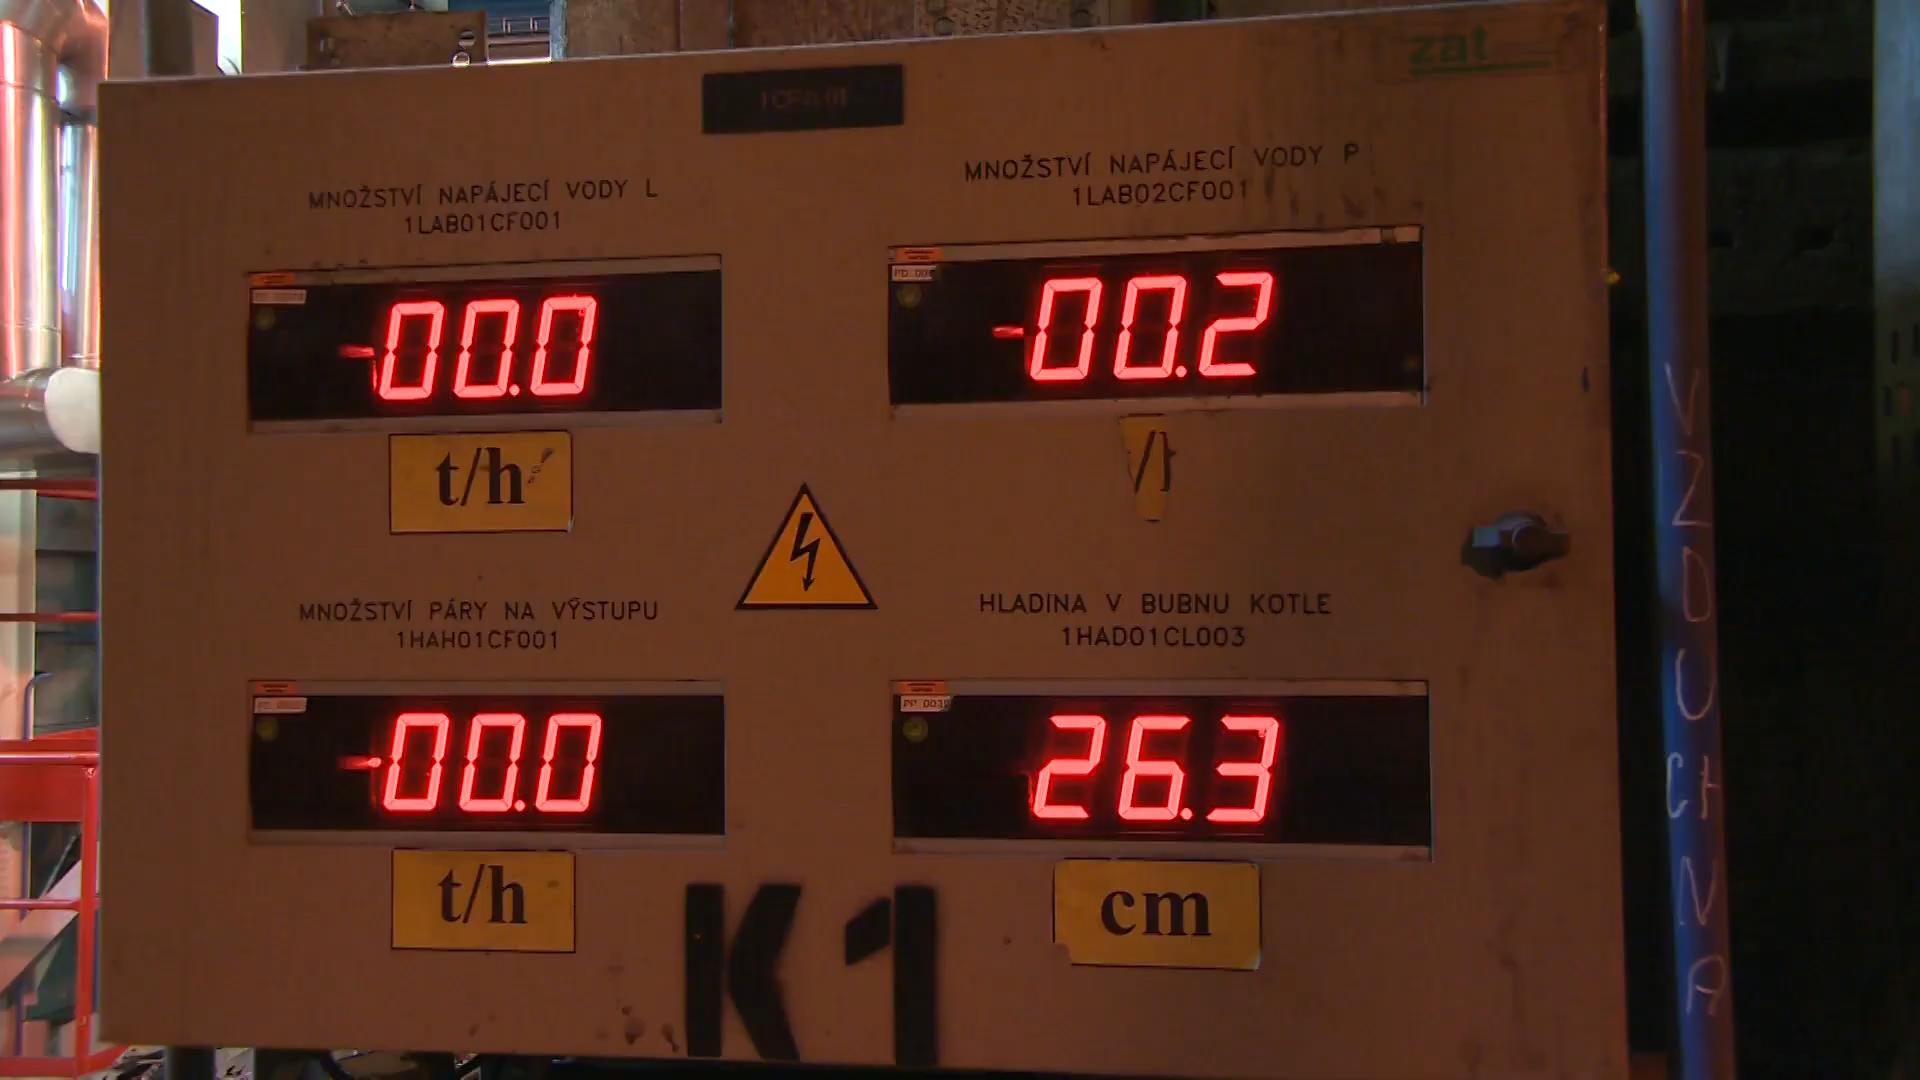 zat
MNOŽSTVÍ NAPÁJECÍ VODY L
1LAB01CF001
MNOŽSTVÍ NAPÁJECÍ VODY P
1LAB02CF001
-00.0
-00.2
t/h
MNOŽSTVÍ PÁRY NA VÝSTUPU
1HAH01CF001
HLADINA V BUBNU KOTLE
1HAD01CL003
-00.0
26.3
t/h
cm
K1